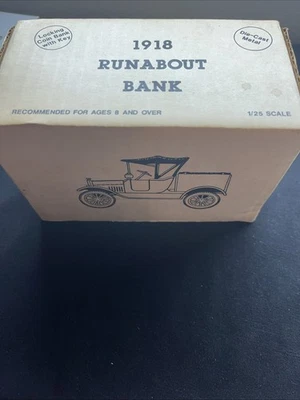 Locking
Coin Bank
with Key
1918
RUNABOUT
BANK
Die-Cast
Metal
RECOMMENDED FOR AGES 8 AND OVER
1/25 SCALE